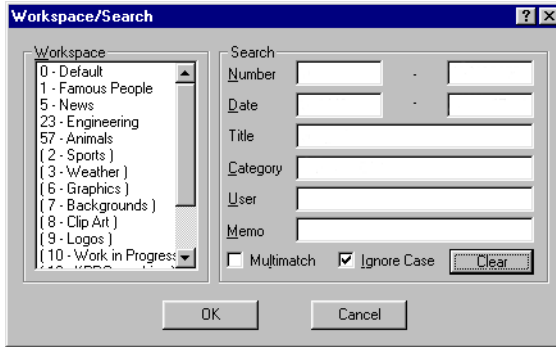 Workspace/Search
Workspace
0 - Default
1 - Famous People
5 - News
23 - Engineering
57 - Animals
( 2 - Sports )
( 3 - Weather )
( 6 - Graphics )
( 7 - Backgrounds )
( 8 - Clip Art )
( 9 - Logos )
( 10 - Work in Progress
Search
Number -
Date -
Title
Category
User
Memo
Multimatch Ignore Case Clear
OK Cancel